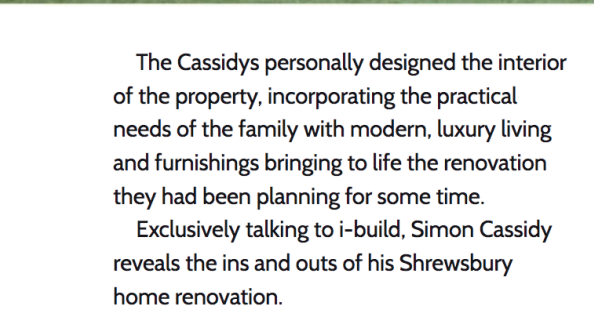 The Cassidys personally designed the interior
of the property, incorporating the practical
needs of the family with modern, luxury living
and furnishings bringing to life the renovation
they had been planning for some time.
Exclusively talking to i-build, Simon Cassidy
reveals the ins and outs of his Shrewsbury
home renovation.